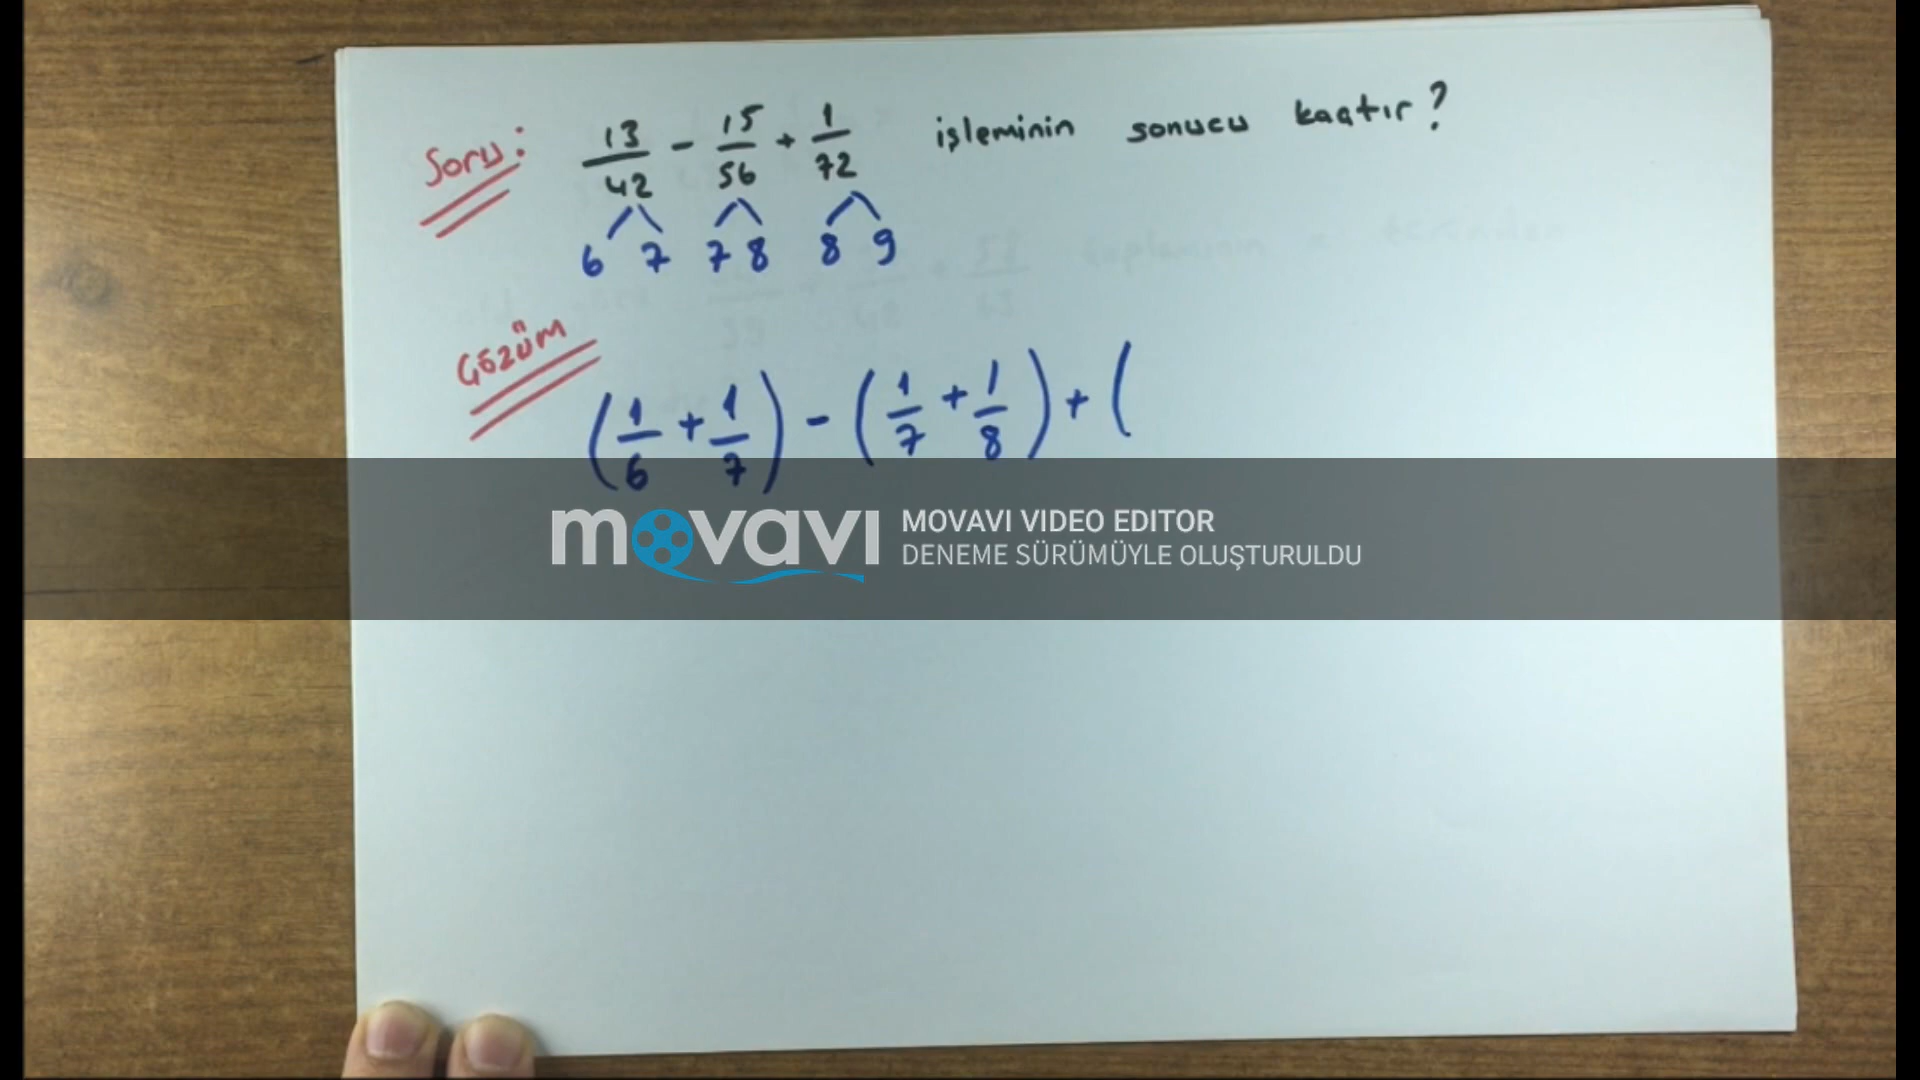 Soru: 13/42 - 15/56 + 1/72 işleminin sonucu kaçtır?
6 7 7 8 8 9
Çözüm
(1/6 + 1/7) - (1/7 + 1/8) + (
movavi MOVAVI VIDEO EDITOR
DENEME SÜRÜMÜYLE OLUŞTURULDU